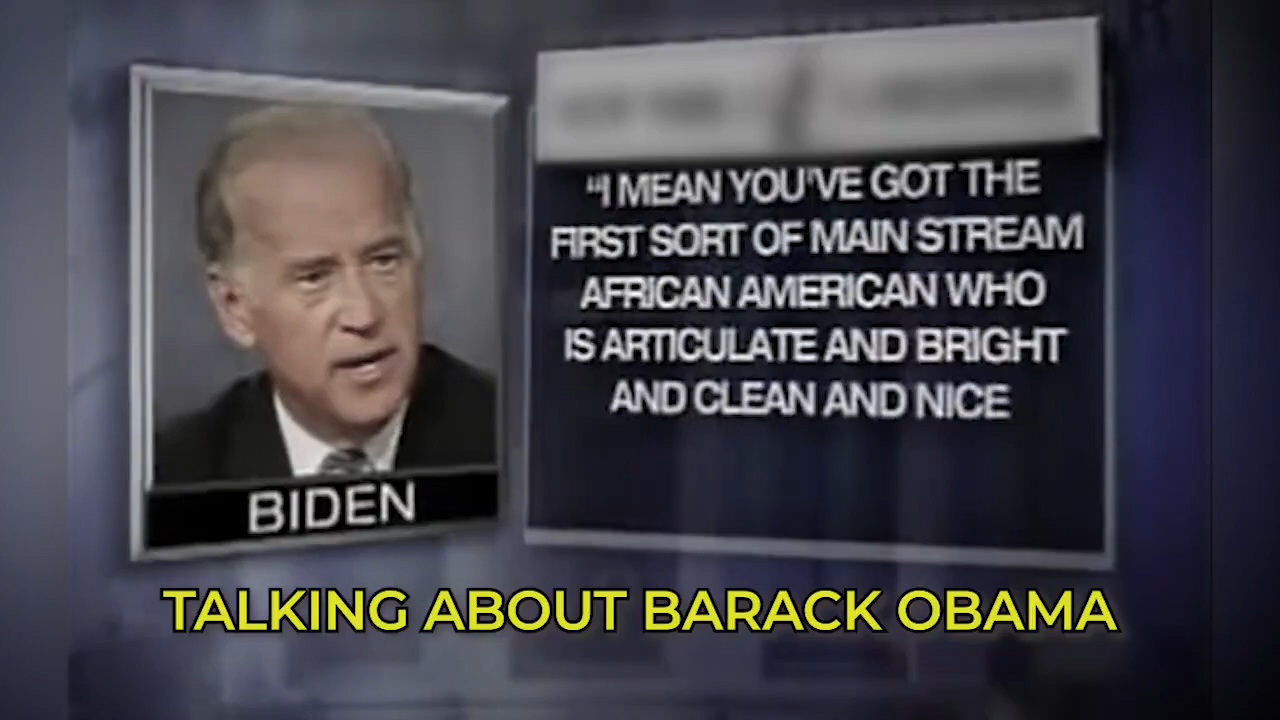 "I MEAN YOU'VE GOT THE
FIRST SORT OF MAIN STREAM
AFRICAN AMERICAN WHO
IS ARTICULATE AND BRIGHT
AND CLEAN AND NICE
BIDEN
TALKING ABOUT BARACK OBAMA